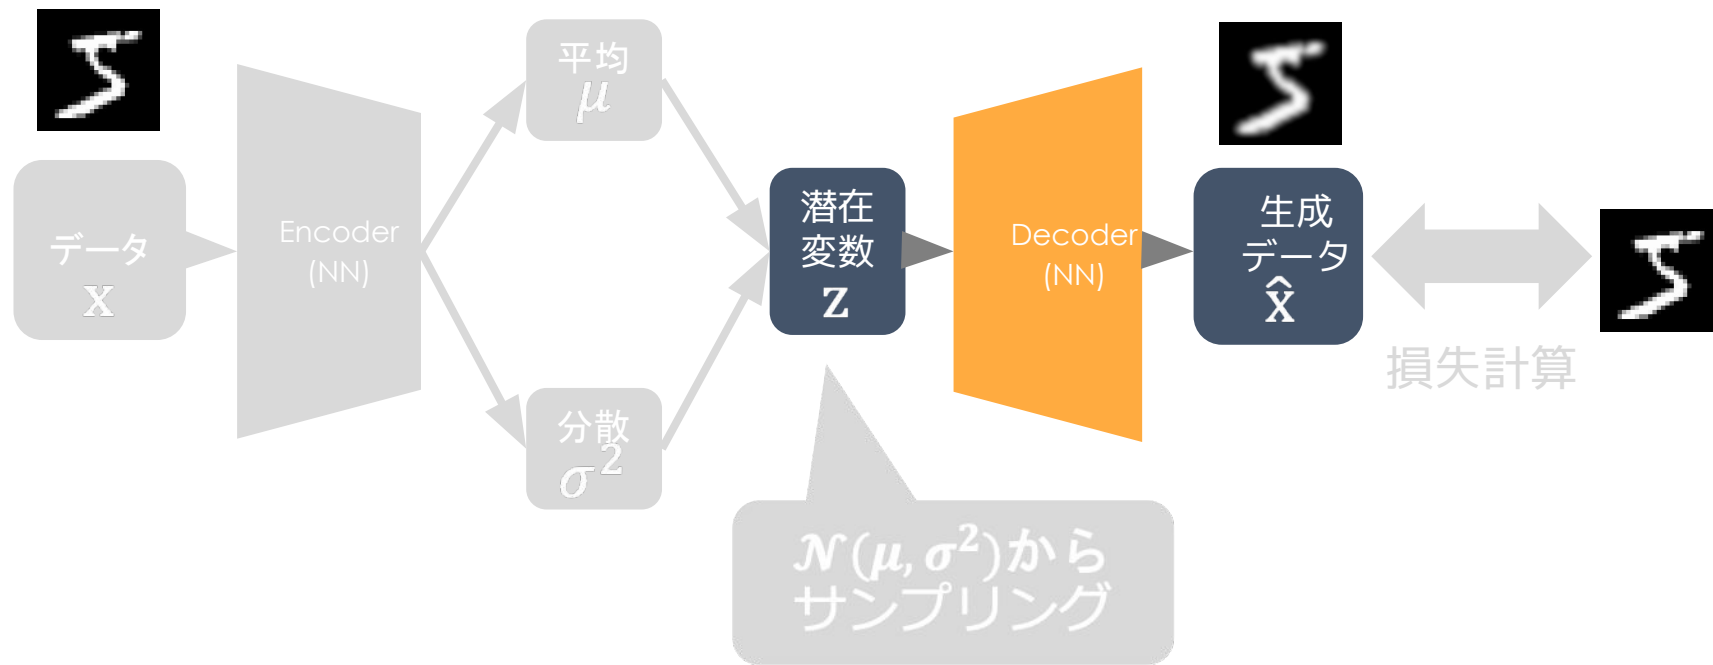 データ
x
Encoder
(NN)
平均
μ
分散
σ²
潜在
変数
z
Decoder
(NN)
生成
データ
x̂
損失計算
𝒩(μ, σ²)から
サンプリング